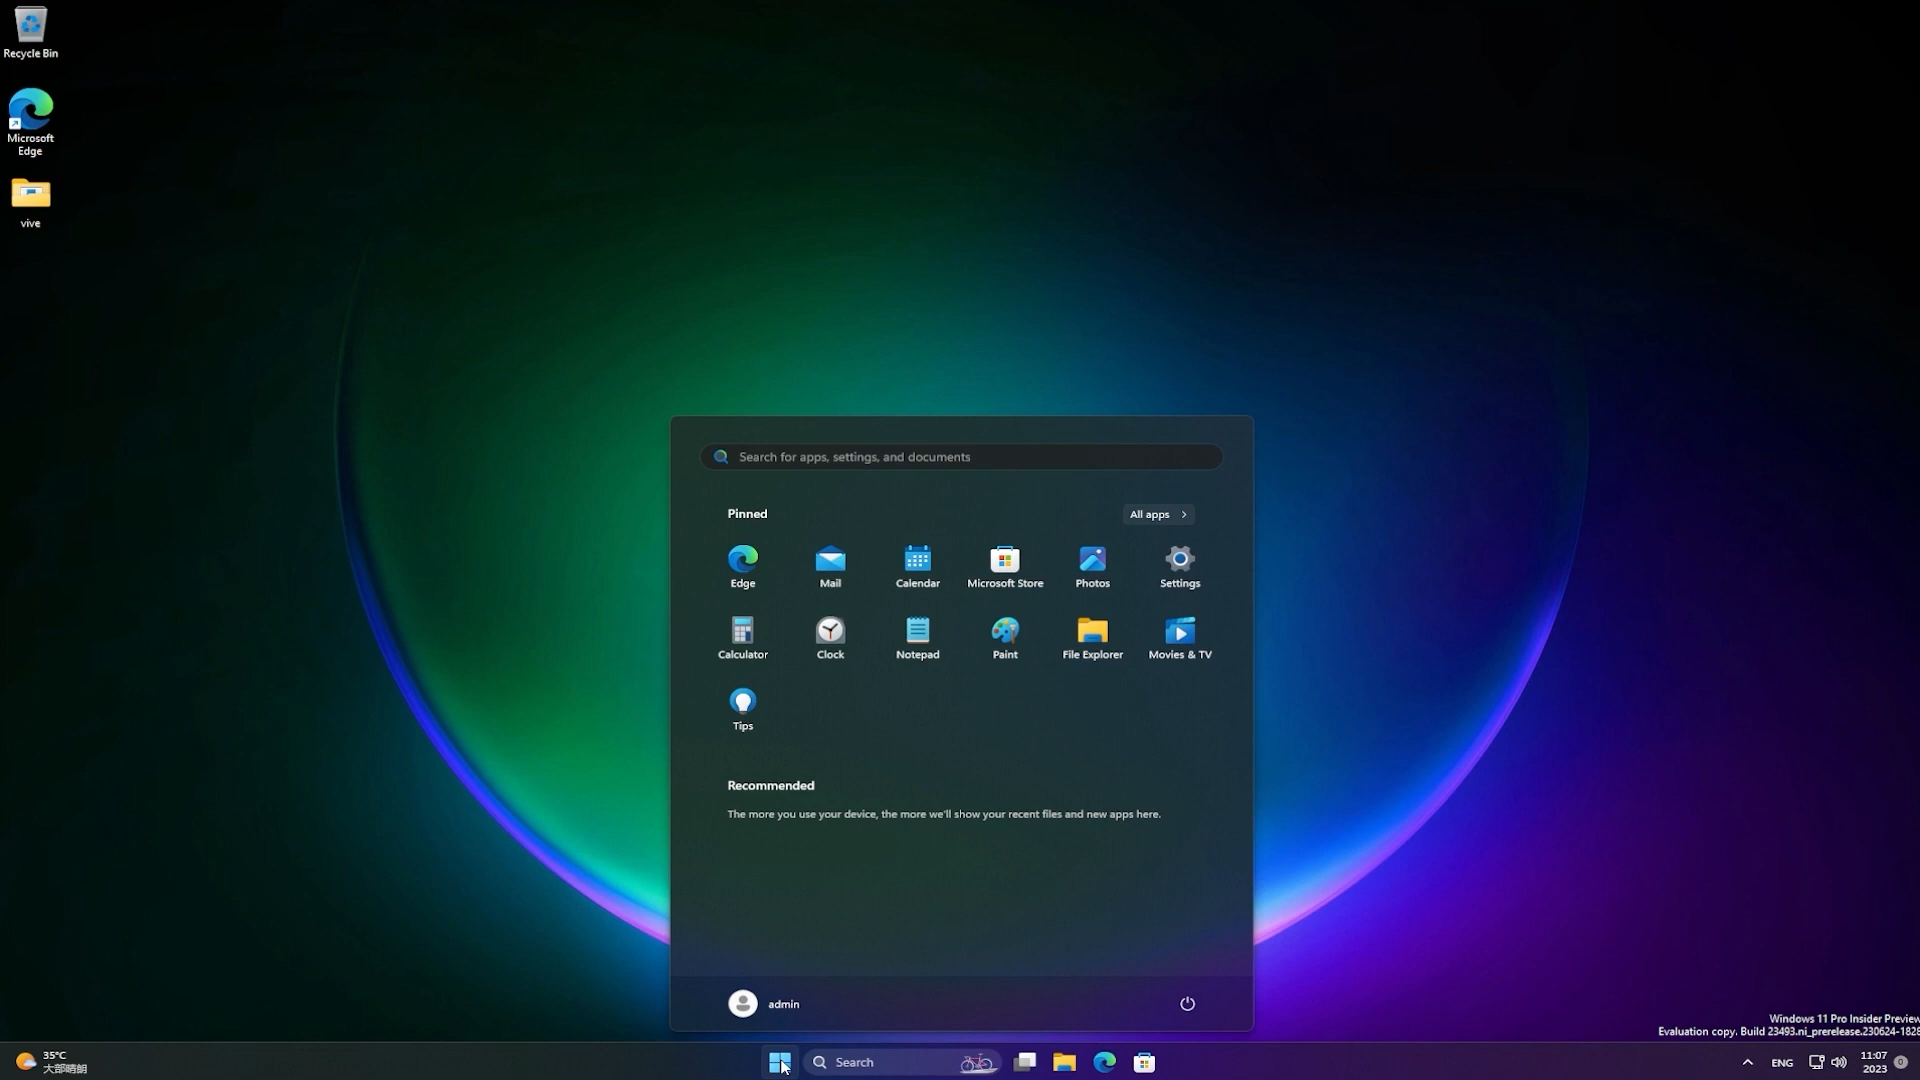 Recycle Bin
Microsoft
Edge
vive
Search for apps, settings, and documents
Pinned
All apps
Edge
Mail
Calendar
Microsoft Store
Photos
Settings
Calculator
Clock
Notepad
Paint
File Explorer
Movies & TV
Tips
Recommended
The more you use your device, the more we'll show your recent files and new apps here.
admin
Windows 11 Pro Insider Preview
Evaluation copy. Build 23493.ni_prerelease.230624-1828
35°C
大部晴朗
Search
ENG
11:07
2023